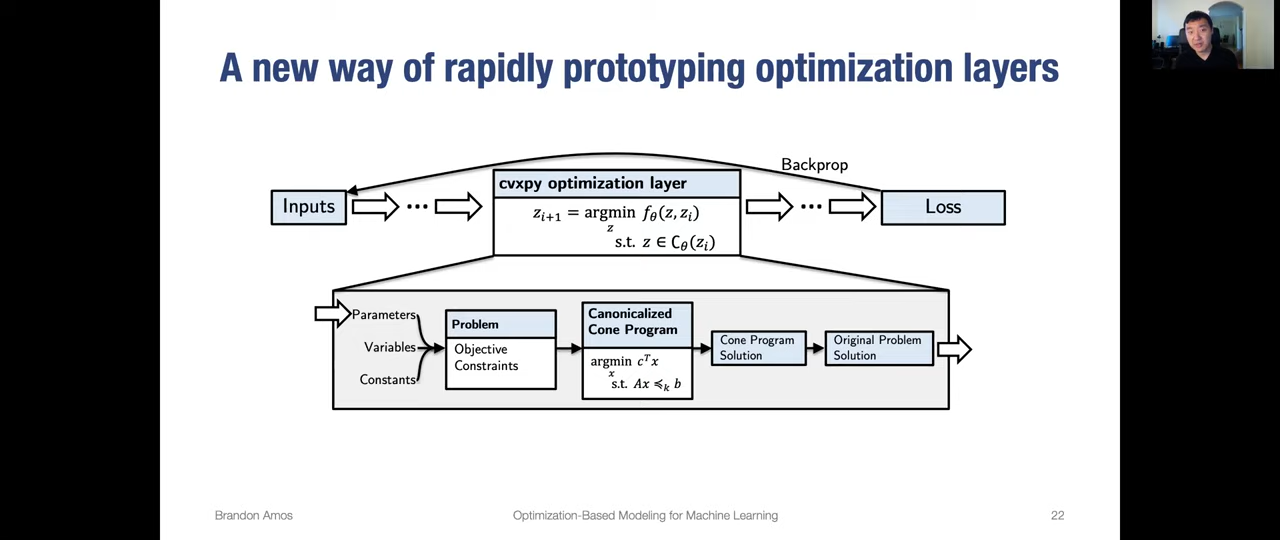 A new way of rapidly prototyping optimization layers
Backprop
Inputs
...
cvxpy optimization layer
z_{i+1} = argmin f_θ(z, z_i)
z
s.t. z ∈ C_θ(z_i)
...
Loss
Parameters
Variables
Constants
Problem
Objective
Constraints
Canonicalized
Cone Program
argmin c^T x
x
s.t. Ax ≼_k b
Cone Program
Solution
Original Problem
Solution
Brandon Amos
Optimization-Based Modeling for Machine Learning
22